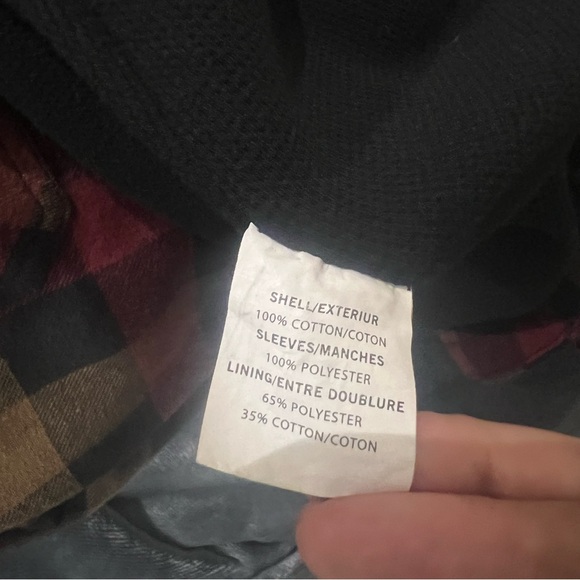 SHELL/EXTERIUR
100% COTTON/COTON
SLEEVES/MANCHES
100% POLYESTER
LINING/ENTRE DOUBLURE
65% POLYESTER
35% COTTON/COTON